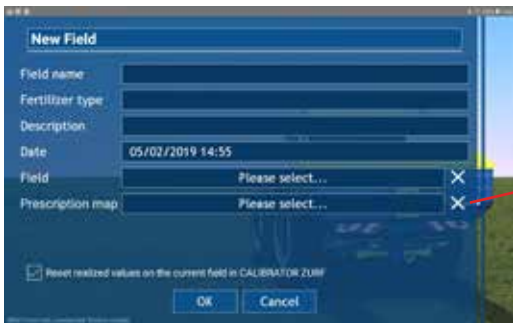 New Field
Field name
Fertilizer type
Description
Date 05/02/2019 14:55
Field Please select...
Prescription map Please select...
Reset realized values on the current field in CALIBRATOR ZURF
OK Cancel